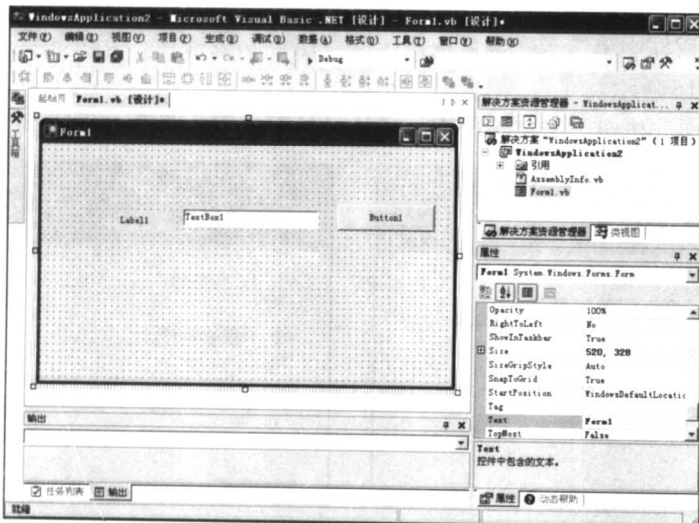 WindowsApplication2 - Microsoft Visual Basic .NET [设计] - Form1.vb [设计]*
文件(F) 编辑(E) 视图(V) 项目(P) 生成(B) 调试(D) 数据(A) 格式(O) 工具(T) 窗口(W) 帮助(H)
Debug
起始页 Form1.vb [设计]*
工具箱
Form1
Label1 TextBox1 Button1
解决方案资源管理器 - WindowsApplicat...
解决方案“WindowsApplication2” (1 项目)
WindowsApplication2
引用
AssemblyInfo.vb
Form1.vb
解决方案资源管理器 类视图
属性
Form1 System.Windows.Forms.Form
Opacity 100%
RightToLeft No
ShowInTaskbar True
Size 520, 328
SizeGripStyle Auto
SnapToGrid True
StartPosition WindowsDefaultLocatic
Tag
Text Form1
TopMost False
Text
控件中包含的文本。
属性 动态帮助
输出
任务列表 输出
就绪